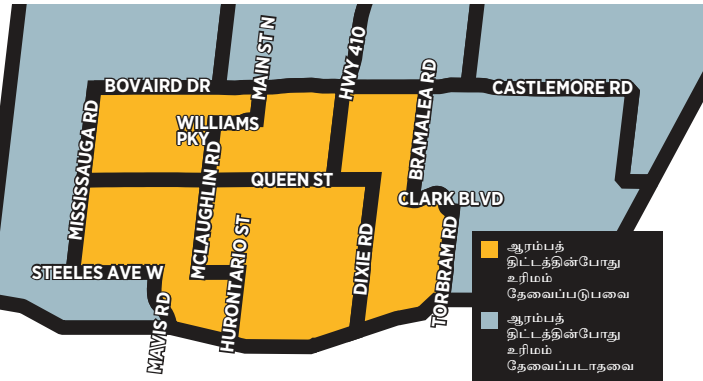 MAIN ST N
HWY 410
BRAMALEA RD
BOVAIRD DR
CASTLEMORE RD
MISSISSAUGA RD
WILLIAMS
PKY
MCLAUGHLIN RD
QUEEN ST
CLARK BLVD
HURONTARIO ST
DIXIE RD
TORBRAM RD
STEELES AVE W
MAVIS RD
ஆரம்பத்
திட்டத்தின்போது
உரிமம்
தேவைப்படுபவை
ஆரம்பத்
திட்டத்தின்போது
உரிமம்
தேவைப்படாதவை